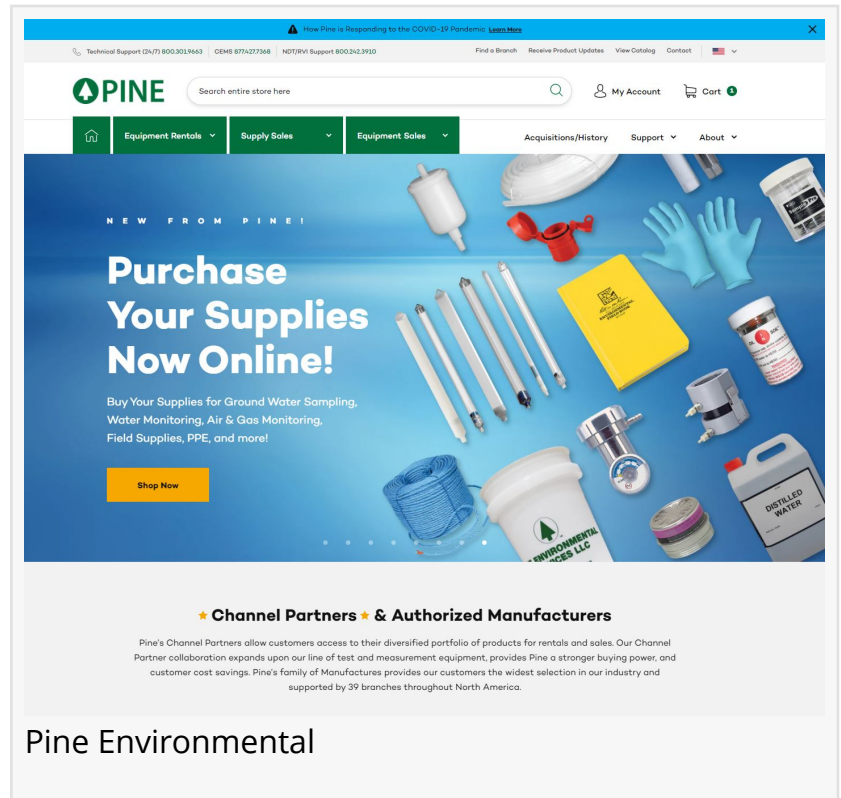 How Pine is Responding to the COVID-19 Pandemic Learn More
Technical Support (24/7) 800.301.9663 CEMS 877.427.7368 NDT/RVI Support 800.242.3910 Find a Branch Receive Product Updates View Catalog Contact
PINE Search entire store here My Account Cart 1
Equipment Rentals Supply Sales Equipment Sales Acquisitions/History Support About
NEW FROM PINE!
Purchase
Your Supplies
Now Online!
Buy Your Supplies for Ground Water Sampling,
Water Monitoring, Air & Gas Monitoring,
Field Supplies, PPE, and more!
Shop Now
DISTILLED
WATER
ENVIRONMENTAL
Channel Partners & Authorized Manufacturers
Pine's Channel Partners allow customers access to their diversified portfolio of products for rentals and sales. Our Channel
Partner collaboration expands upon our line of test and measurement equipment, provides Pine a stronger buying power, and
customer cost savings. Pine's family of Manufactures provides our customers the widest selection in our industry and
supported by 39 branches throughout North America.
Pine Environmental